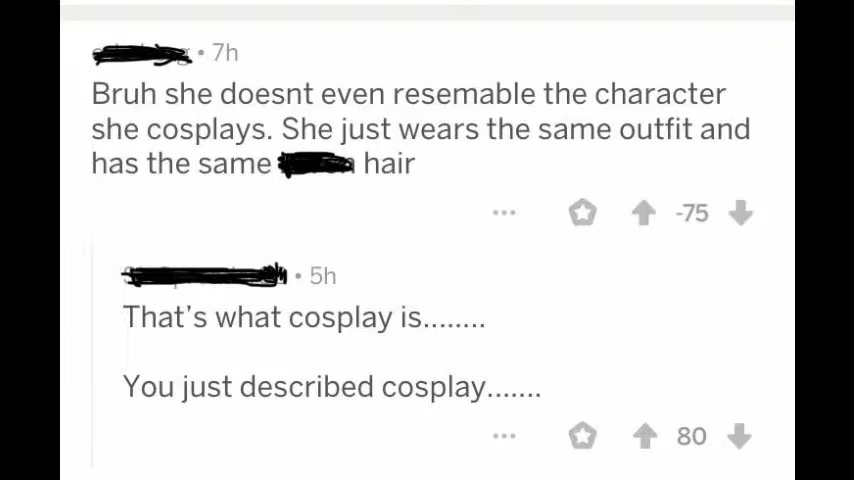 • 7h
Bruh she doesnt even resemable the character
she cosplays. She just wears the same outfit and
has the same hair
... -75
• 5h
That's what cosplay is........
You just described cosplay.......
... 80